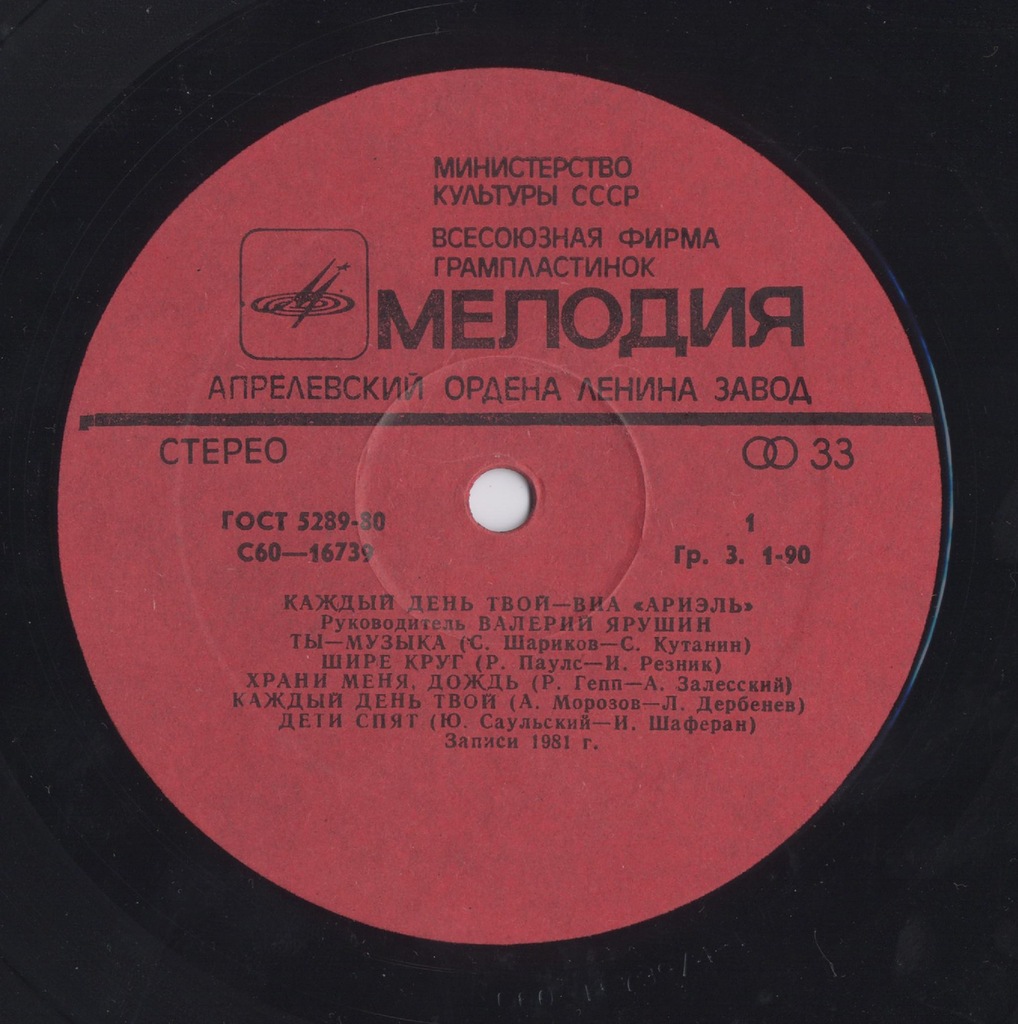 МИНИСТЕРСТВО
КУЛЬТУРЫ СССР
ВСЕСОЮЗНАЯ ФИРМА
ГРАМПЛАСТИНОК
МЕЛОДИЯ
АПРЕЛЕВСКИЙ ОРДЕНА ЛЕНИНА ЗАВОД
СТЕРЕО 33
ГОСТ 5289-80 1
С60—16739 Гр. 3. 1-90
КАЖДЫЙ ДЕНЬ ТВОЙ—ВИА «АРИЭЛЬ»
Руководитель ВАЛЕРИЙ ЯРУШИН
ТЫ—МУЗЫКА (С. Шариков—С. Кутанин)
ШИРЕ КРУГ (Р. Паулс—И. Резник)
ХРАНИ МЕНЯ, ДОЖДЬ (Р. Гепп—А. Залесский)
КАЖДЫЙ ДЕНЬ ТВОЙ (А. Морозов—Л. Дербенев)
ДЕТИ СПЯТ (Ю. Саульский—И. Шаферан)
Записи 1981 г.